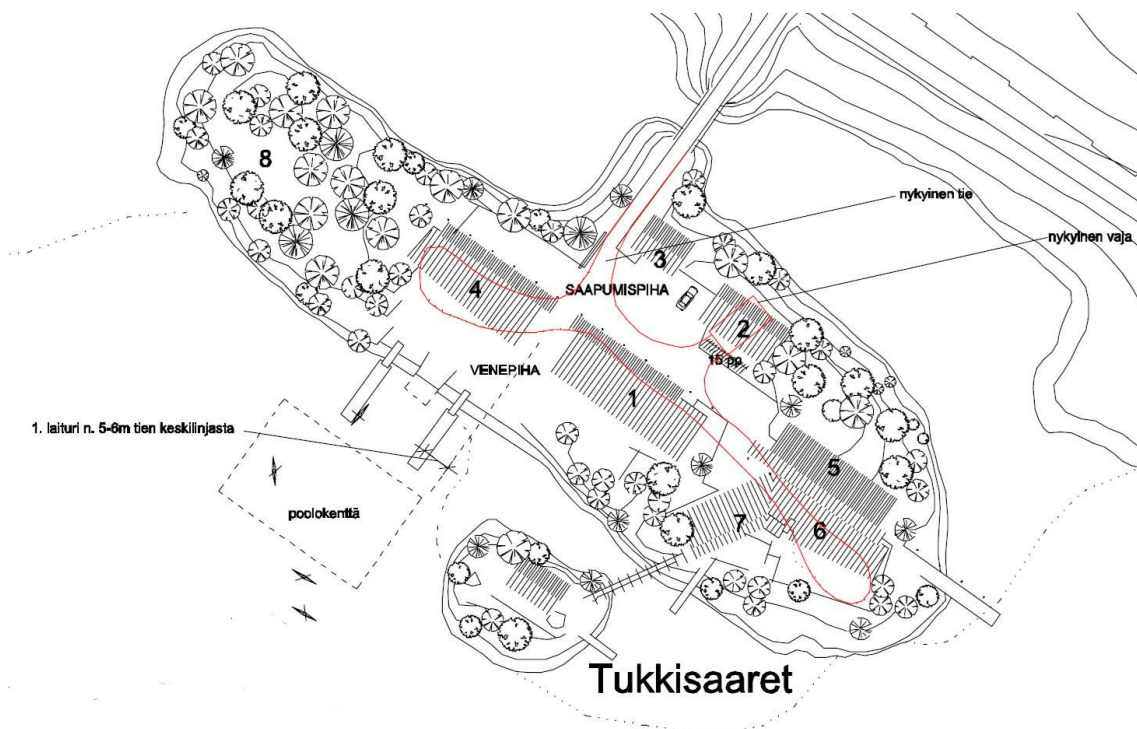 8
nykyinen tie
nykyinen vaja
3
SAAPUMISPIHA
4
2
15 pp
VENEPIHA
1
1. laituri n. 5-6m tien keskilinjasta
5
poolokenttä
7
6
Tukkisaaret